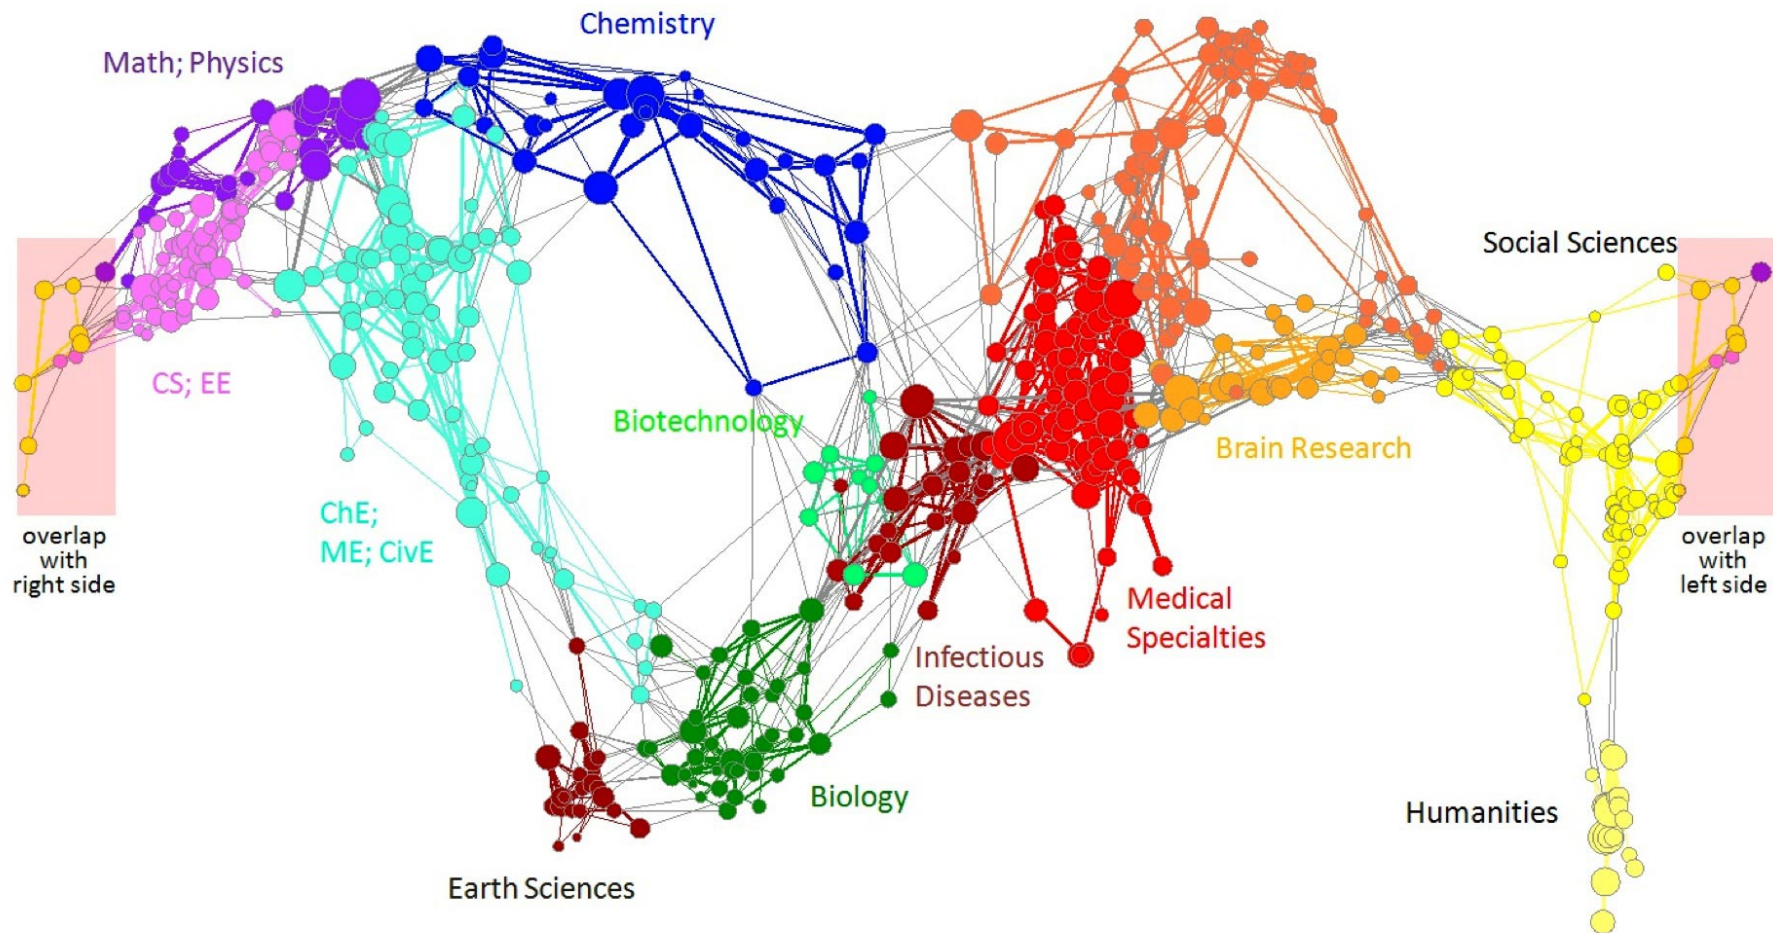 Chemistry
Math; Physics
Social Sciences
CS; EE
Biotechnology
Brain Research
ChE;
ME; CivE
overlap
with
right side
overlap
with
left side
Medical
Specialties
Infectious
Diseases
Biology
Humanities
Earth Sciences